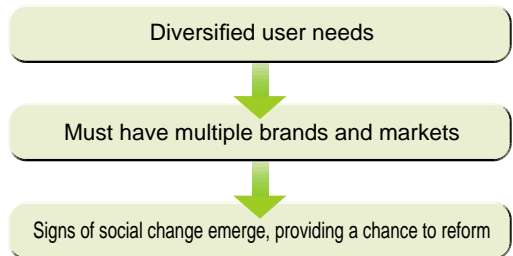 Diversified user needs
Must have multiple brands and markets
Signs of social change emerge, providing a chance to reform